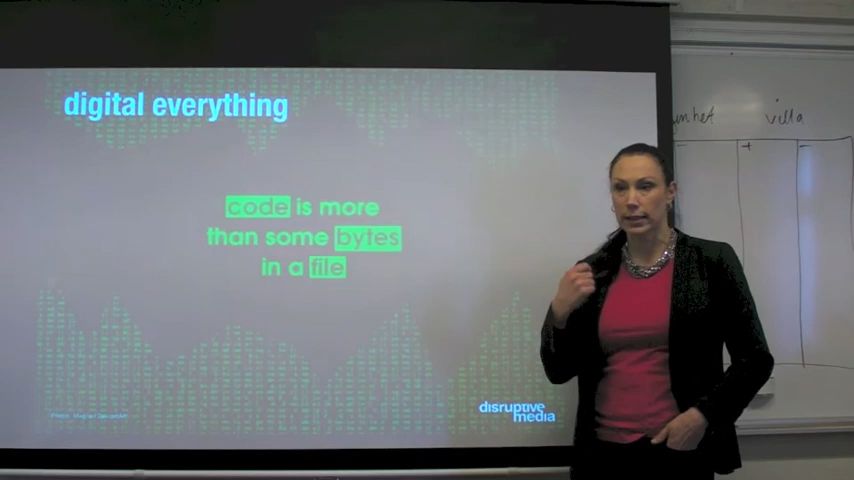 digital everything
code is more
than some bytes
in a file
disruptive
media
villa
- + -